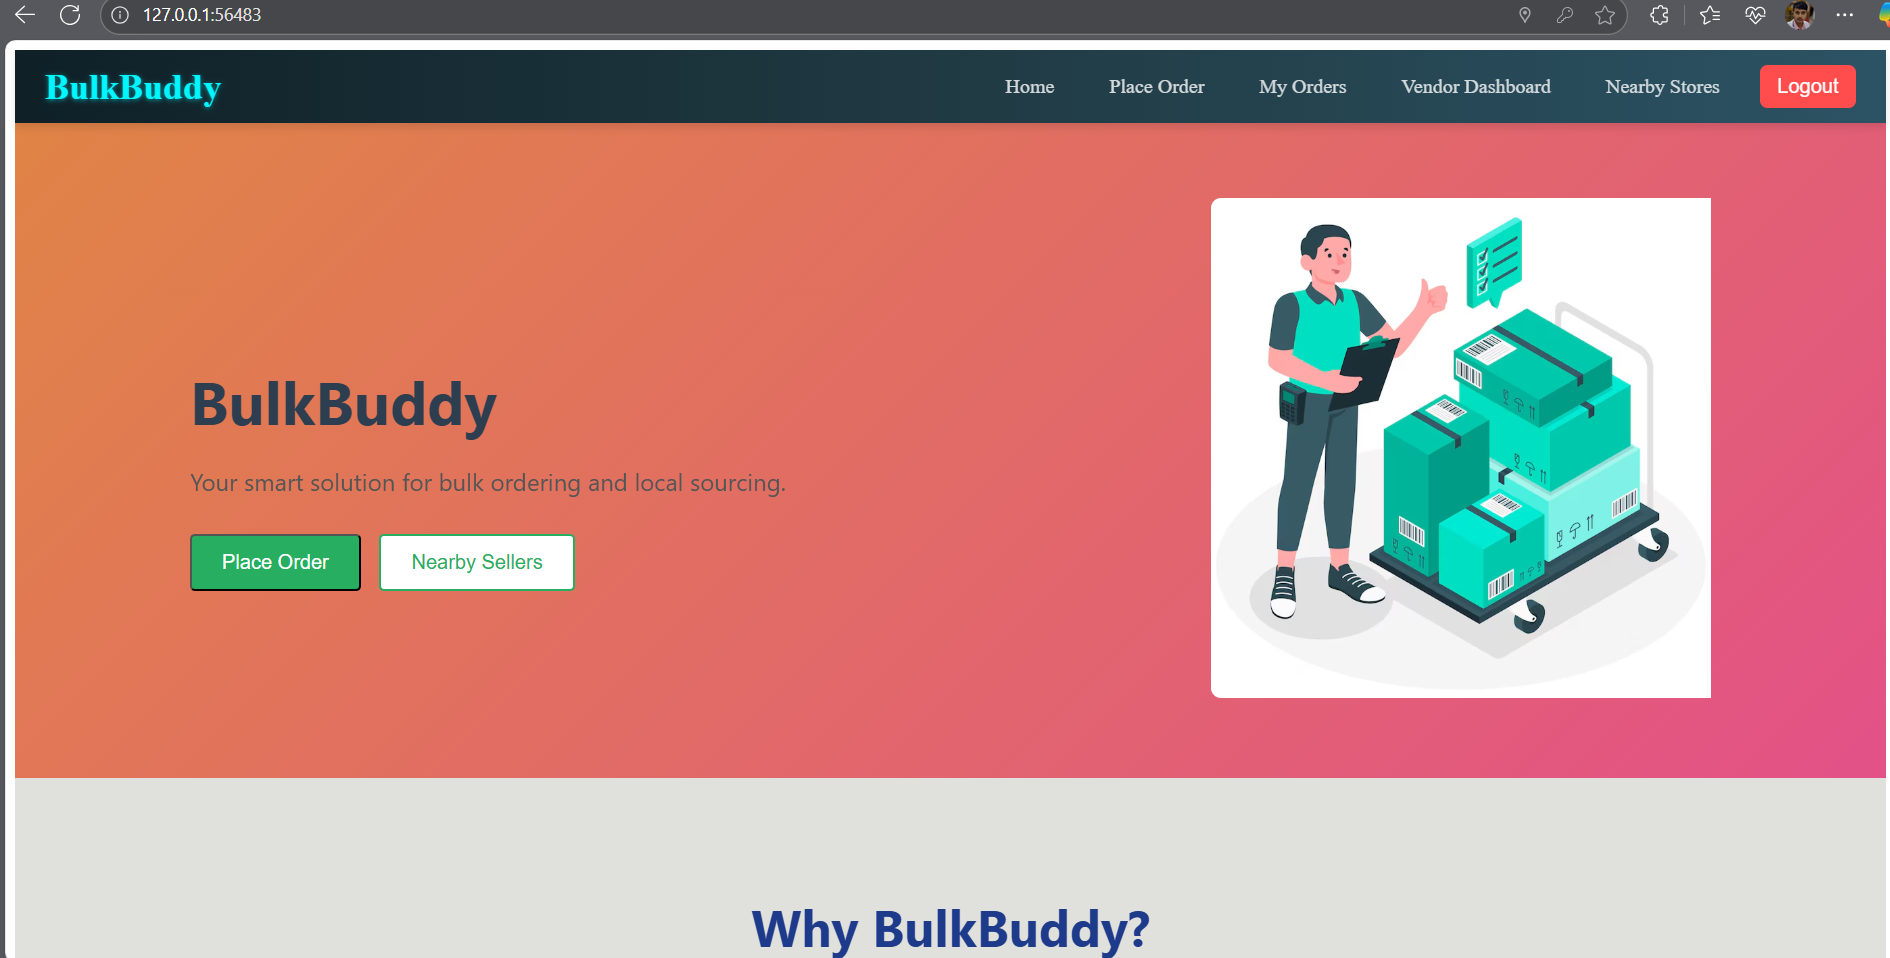 127.0.0.1:56483
BulkBuddy
Home
Place Order
My Orders
Vendor Dashboard
Nearby Stores
Logout
BulkBuddy
Your smart solution for bulk ordering and local sourcing.
Place Order
Nearby Sellers
Why BulkBuddy?